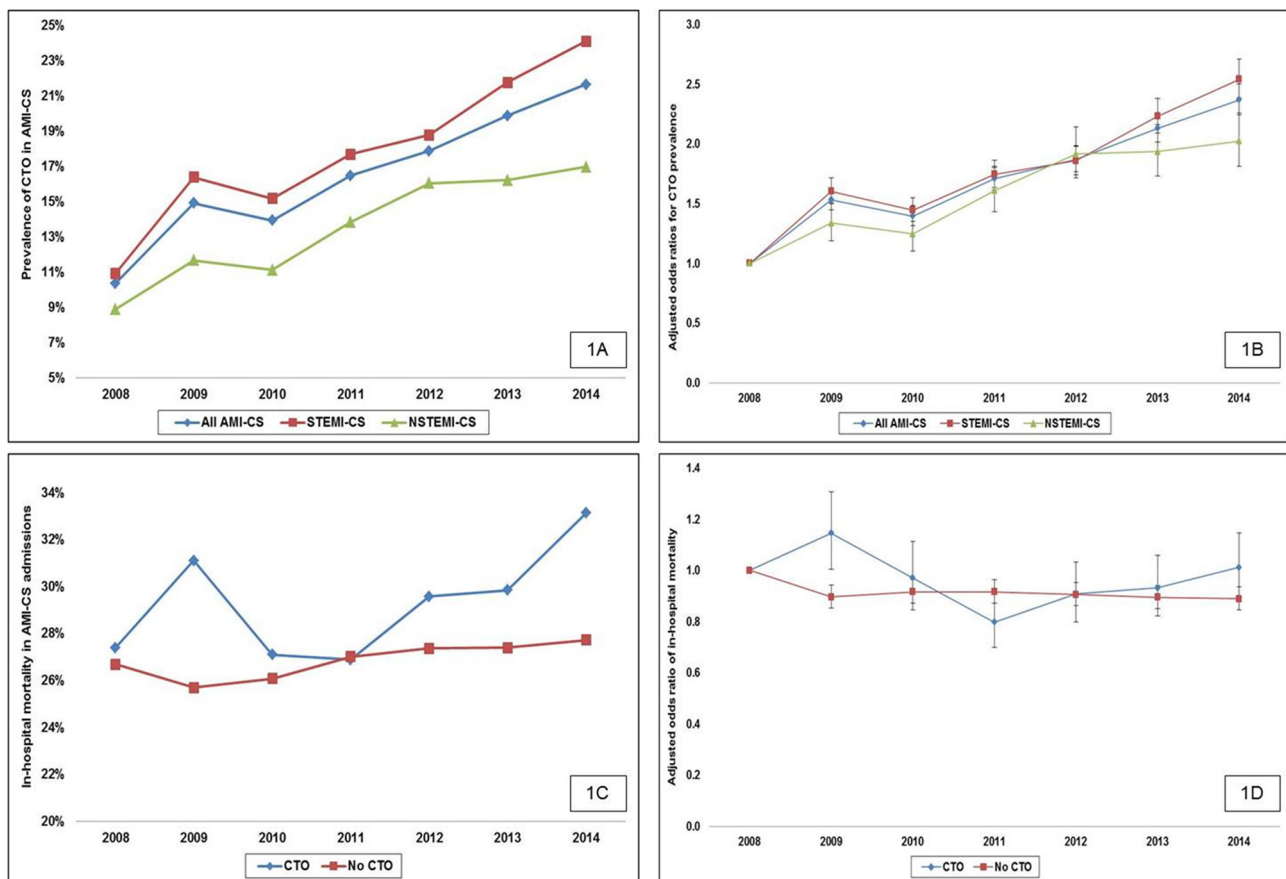 Prevalence of CTO in AMI-CS
25%
23%
21%
19%
17%
15%
13%
11%
9%
7%
5%
1A
2008 2009 2010 2011 2012 2013 2014
All AMI-CS STEMI-CS NSTEMI-CS
Adjusted odds ratios for CTO prevalence
3.0
2.5
2.0
1.5
1.0
0.5
0.0
1B
2008 2009 2010 2011 2012 2013 2014
All AMI-CS STEMI-CS NSTEMI-CS
In-hospital mortality in AMI-CS admissions
34%
32%
30%
28%
26%
24%
22%
20%
1C
2008 2009 2010 2011 2012 2013 2014
CTO No CTO
Adjusted odds ratio of in-hospital mortality
1.4
1.2
1.0
0.8
0.6
0.4
0.2
0.0
1D
2008 2009 2010 2011 2012 2013 2014
CTO No CTO